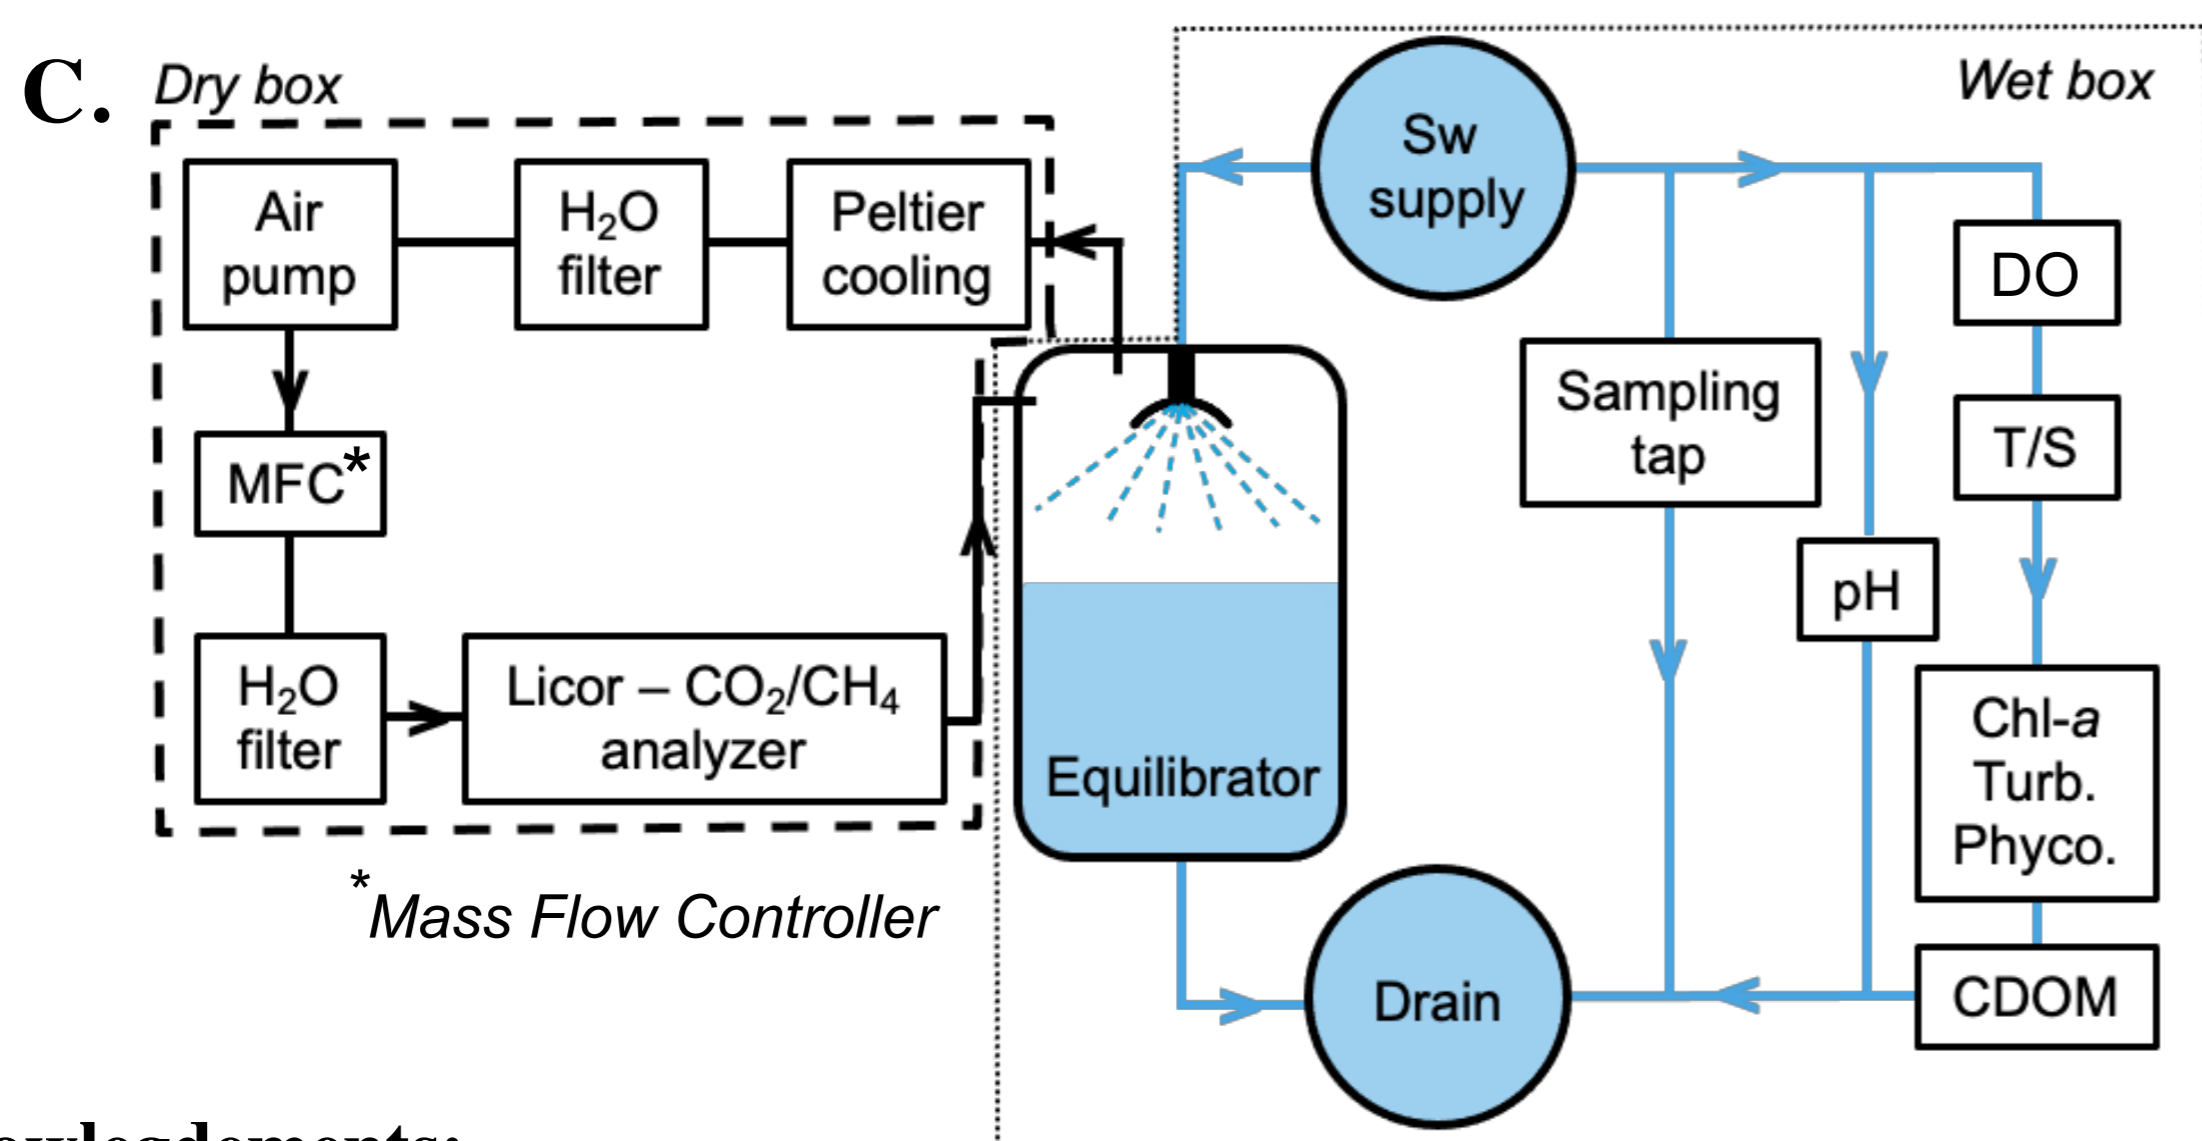 C.
Dry box
Wet box
Air
pump
H₂O
filter
Peltier
cooling
Sw
supply
DO
MFC*
Sampling
tap
T/S
pH
H₂O
filter
Licor – CO₂/CH₄
analyzer
Equilibrator
Chl-a
Turb.
Phyco.
*Mass Flow Controller
Drain
CDOM